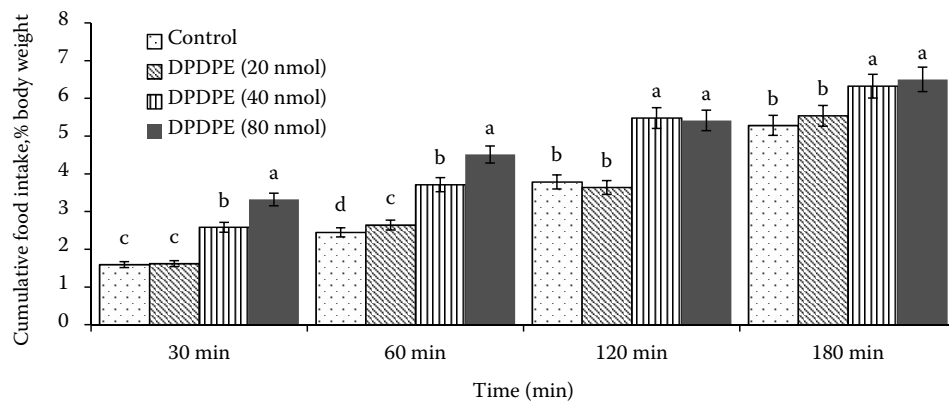 Cumulative food intake,% body weight
8
7
6
5
4
3
2
1
0
Control
DPDPE (20 nmol)
DPDPE (40 nmol)
DPDPE (80 nmol)
c c b a
d c b a
b b a a
b b a a
30 min 60 min 120 min 180 min
Time (min)